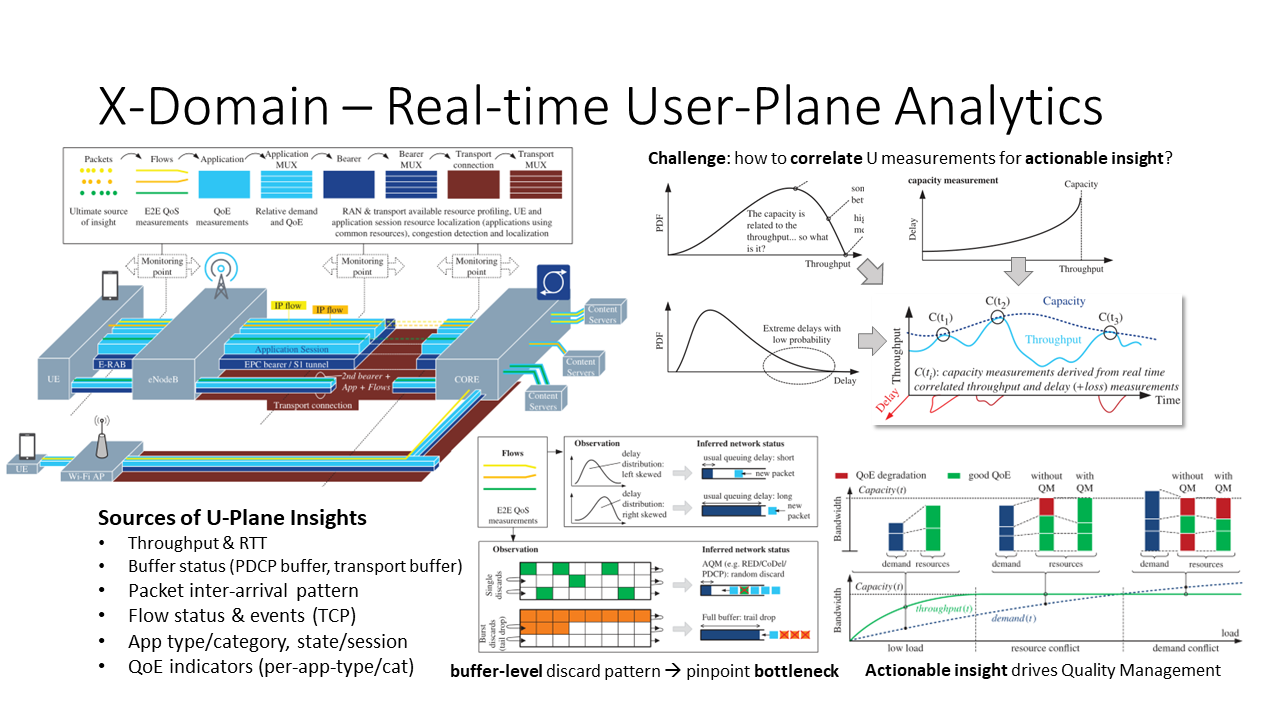 X-Domain – Real-time User-Plane Analytics
Packets
Flows
Application
Application
MUX
Bearer
Bearer
MUX
Transport
connection
Transport
MUX
Ultimate source
of insight
E2E QoS
measurements
QoE
measurements
Relative demand
and QoE
RAN & transport available resource profiling, UE and
application session resource localization (applications using
common resources), congestion detection and localization
Monitoring
point
Monitoring
point
Monitoring
point
IP flow
IP flow
Content
Servers
Application Session
E-RAB
EPC bearer / S1 tunnel
UE
eNodeB
2nd bearer +
App + Flows
CORE
Content
Servers
Transport connection
Content
Servers
UE
Wi-Fi AP
Sources of U-Plane Insights
• Throughput & RTT
• Buffer status (PDCP buffer, transport buffer)
• Packet inter-arrival pattern
• Flow status & events (TCP)
• App type/category, state/session
• QoE indicators (per-app-type/cat)
Challenge: how to correlate U measurements for actionable insight?
PDF
The capacity is
related to the
throughput... so what
is it?
son
bet
hig
mo
Throughput
capacity measurement
Capacity
Delay
Throughput
PDF
Extreme delays with
low probability
Delay
C(t1)
C(t2)
Capacity
C(t3)
Throughput
Throughput
C(ti): capacity measurements derived from real time
correlated throughput and delay (+loss) measurements
Delay
Time
Flows
E2E QoS
measurements
Observation
delay
distribution:
left skewed
delay
distribution:
right skewed
Inferred network status
usual queuing delay: short
new packet
usual queuing delay: long
new
packet
Observation
Single
discards
Burst
discards
(tail drop)
Inferred network status
AQM (e.g. RED/CoDel/
PDCP): random discard
Full buffer: tail drop
buffer-level discard pattern → pinpoint bottleneck
QoE degradation
good QoE
without
QM
with
QM
without
QM
with
QM
Capacity(t)
Bandwidth
demand
resources
demand
resources
demand
resources
Capacity(t)
Bandwidth
throughput(t)
demand(t)
load
low load
resource conflict
demand conflict
Actionable insight drives Quality Management